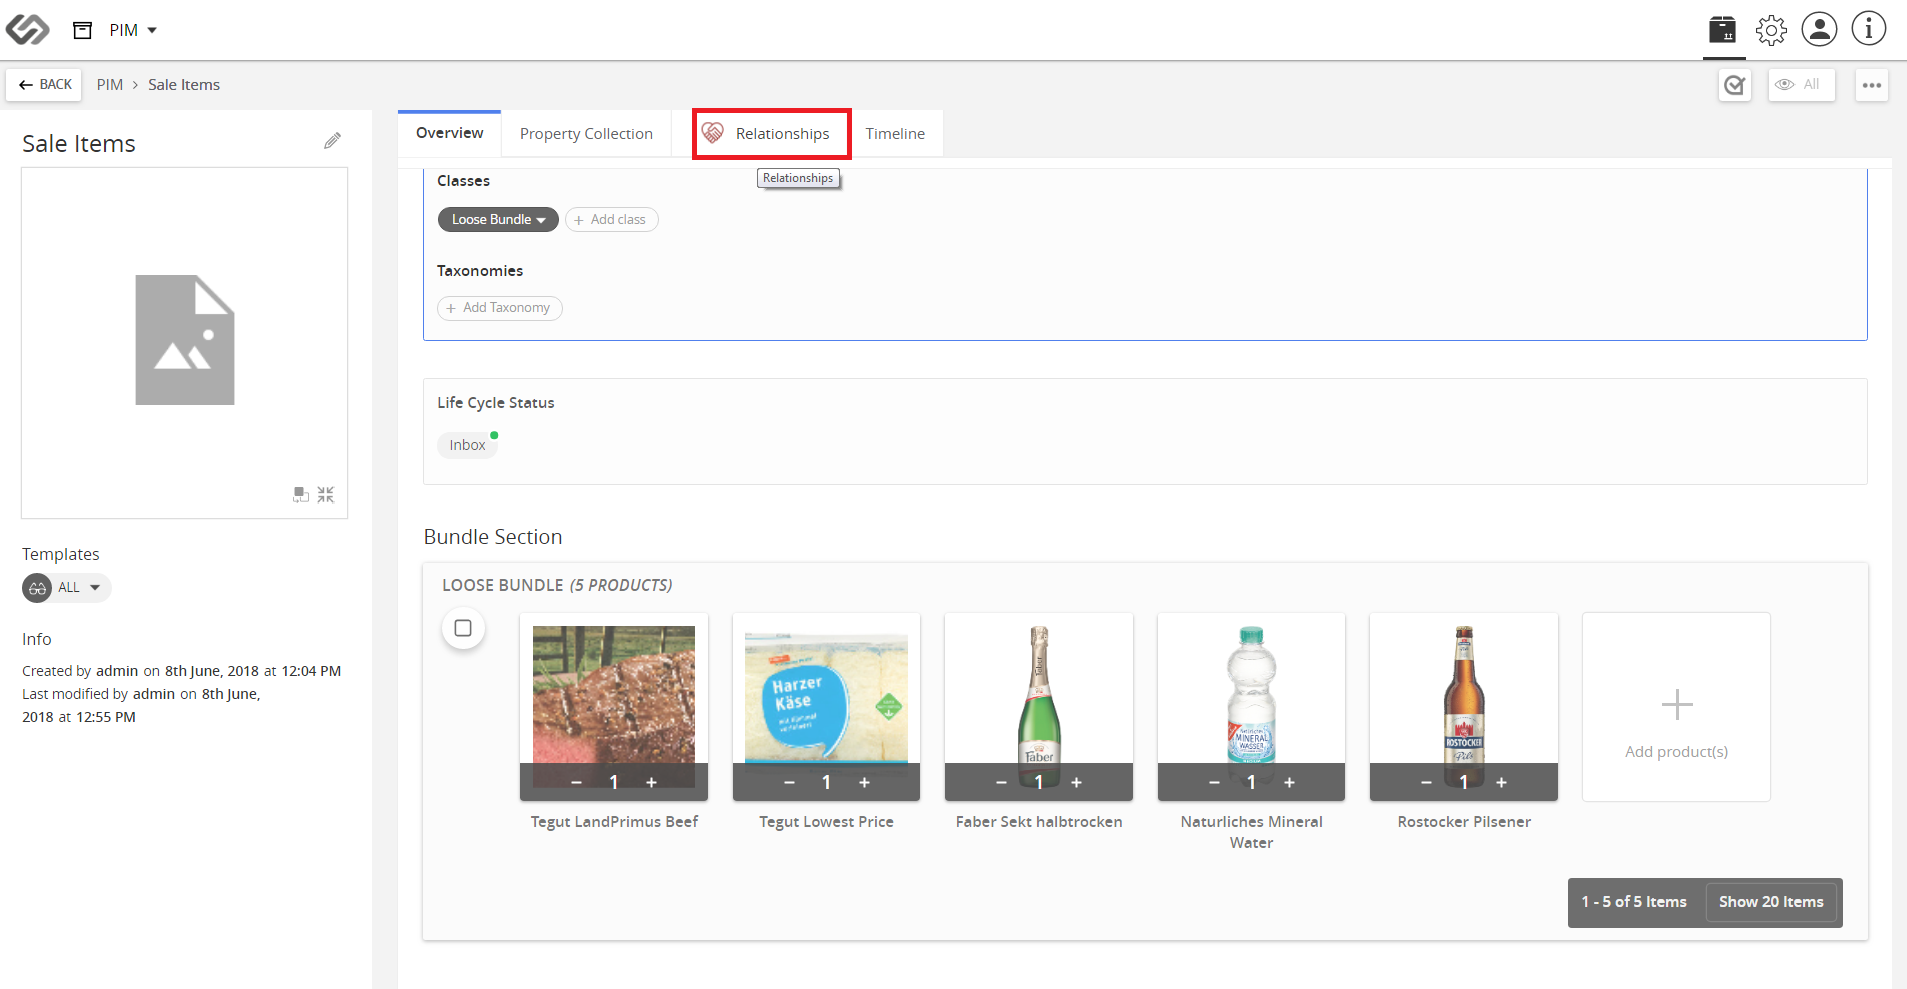 PIM
BACK
PIM > Sale Items
All
Sale Items
Overview
Property Collection
Relationships
Timeline
Relationships
Classes
Loose Bundle
+ Add class
Taxonomies
+ Add Taxonomy
Life Cycle Status
Inbox
Templates
ALL
Info
Created by admin on 8th June, 2018 at 12:04 PM
Last modified by admin on 8th June,
2018 at 12:55 PM
Bundle Section
LOOSE BUNDLE (5 PRODUCTS)
Harzer
Käse
Faber
Faber
MINERAL
WASSER
ROSTOCKER
Pils
− 1 +
− 1 +
− 1 +
− 1 +
− 1 +
Add product(s)
Tegut LandPrimus Beef
Tegut Lowest Price
Faber Sekt halbtrocken
Naturliches Mineral
Water
Rostocker Pilsener
1 - 5 of 5 Items
Show 20 Items